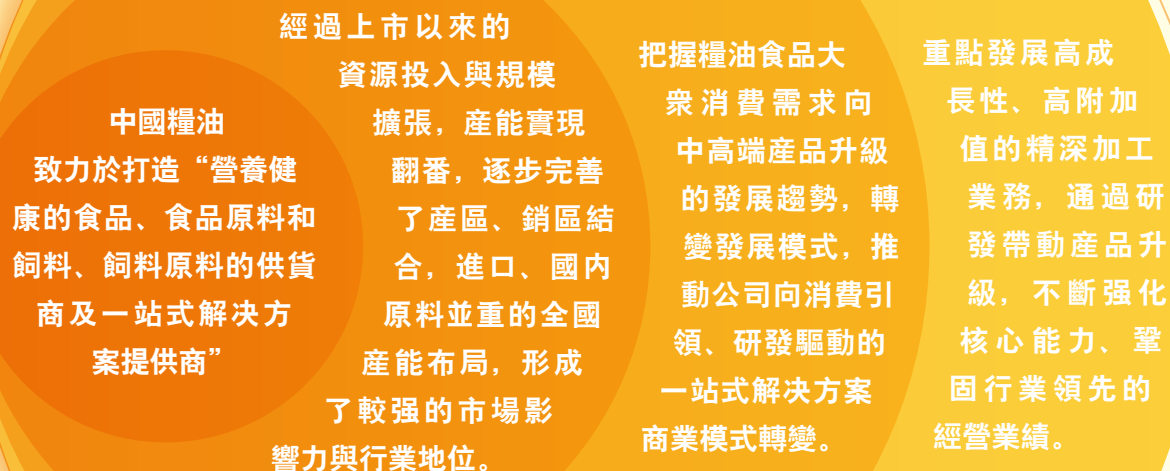 中國糧油
致力於打造“營養健
康的食品、食品原料和
飼料、飼料原料的供貨
商及一站式解決方
案提供商”
經過上市以來的
資源投入與規模
擴張，産能實現
翻番，逐步完善
了産區、銷區結
合，進口、國內
原料並重的全國
産能布局，形成
了較强的市場影
響力與行業地位。
把握糧油食品大
衆消費需求向
中高端産品升級
的發展趨勢，轉
變發展模式，推
動公司向消費引
領、研發驅動的
一站式解決方案
商業模式轉變。
重點發展高成
長性、高附加
值的精深加工
業務，通過研
發帶動産品升
級，不斷强化
核心能力、鞏
固行業領先的
經營業績。